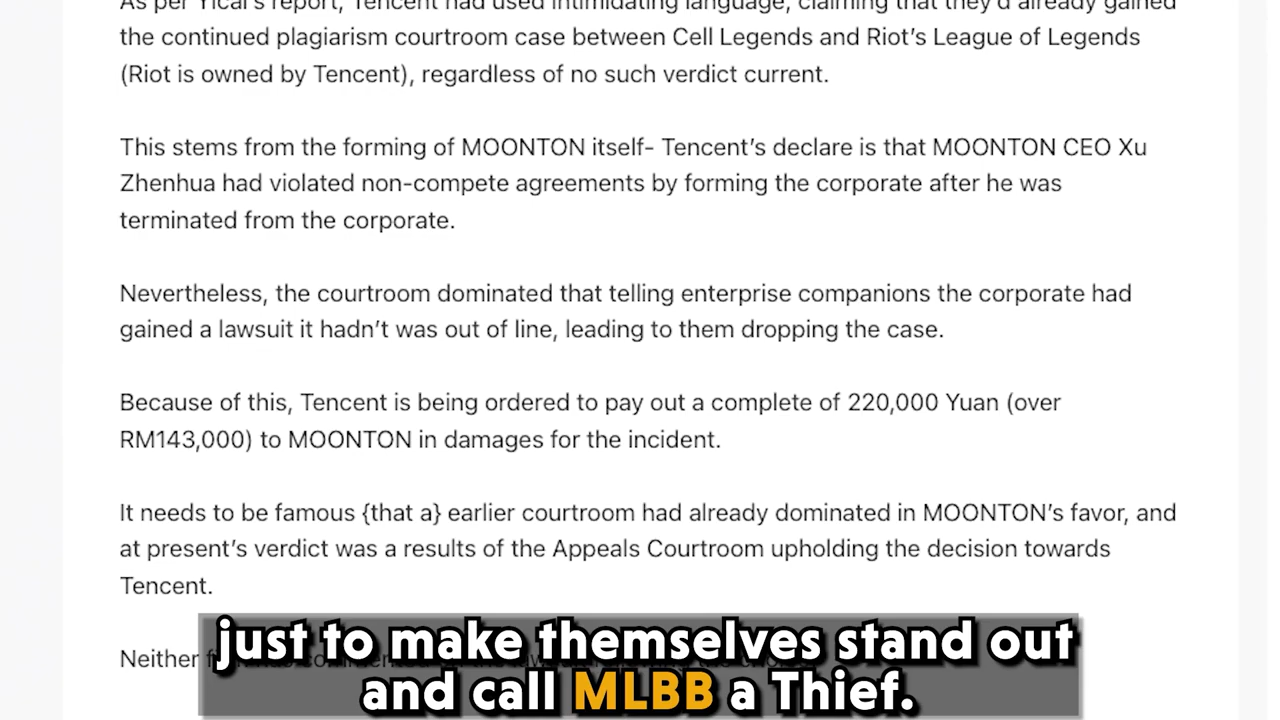 As per Yicai's report, Tencent had used intimidating language, claiming that they'd already gained
the continued plagiarism courtroom case between Cell Legends and Riot's League of Legends
(Riot is owned by Tencent), regardless of no such verdict current.
This stems from the forming of MOONTON itself- Tencent's declare is that MOONTON CEO Xu
Zhenhua had violated non-compete agreements by forming the corporate after he was
terminated from the corporate.
Nevertheless, the courtroom dominated that telling enterprise companions the corporate had
gained a lawsuit it hadn't was out of line, leading to them dropping the case.
Because of this, Tencent is being ordered to pay out a complete of 220,000 Yuan (over
RM143,000) to MOONTON in damages for the incident.
It needs to be famous {that a} earlier courtroom had already dominated in MOONTON's favor, and
at present's verdict was a results of the Appeals Courtroom upholding the decision towards
Tencent.
Neither
just to make themselves stand out
and call MLBB a Thief.